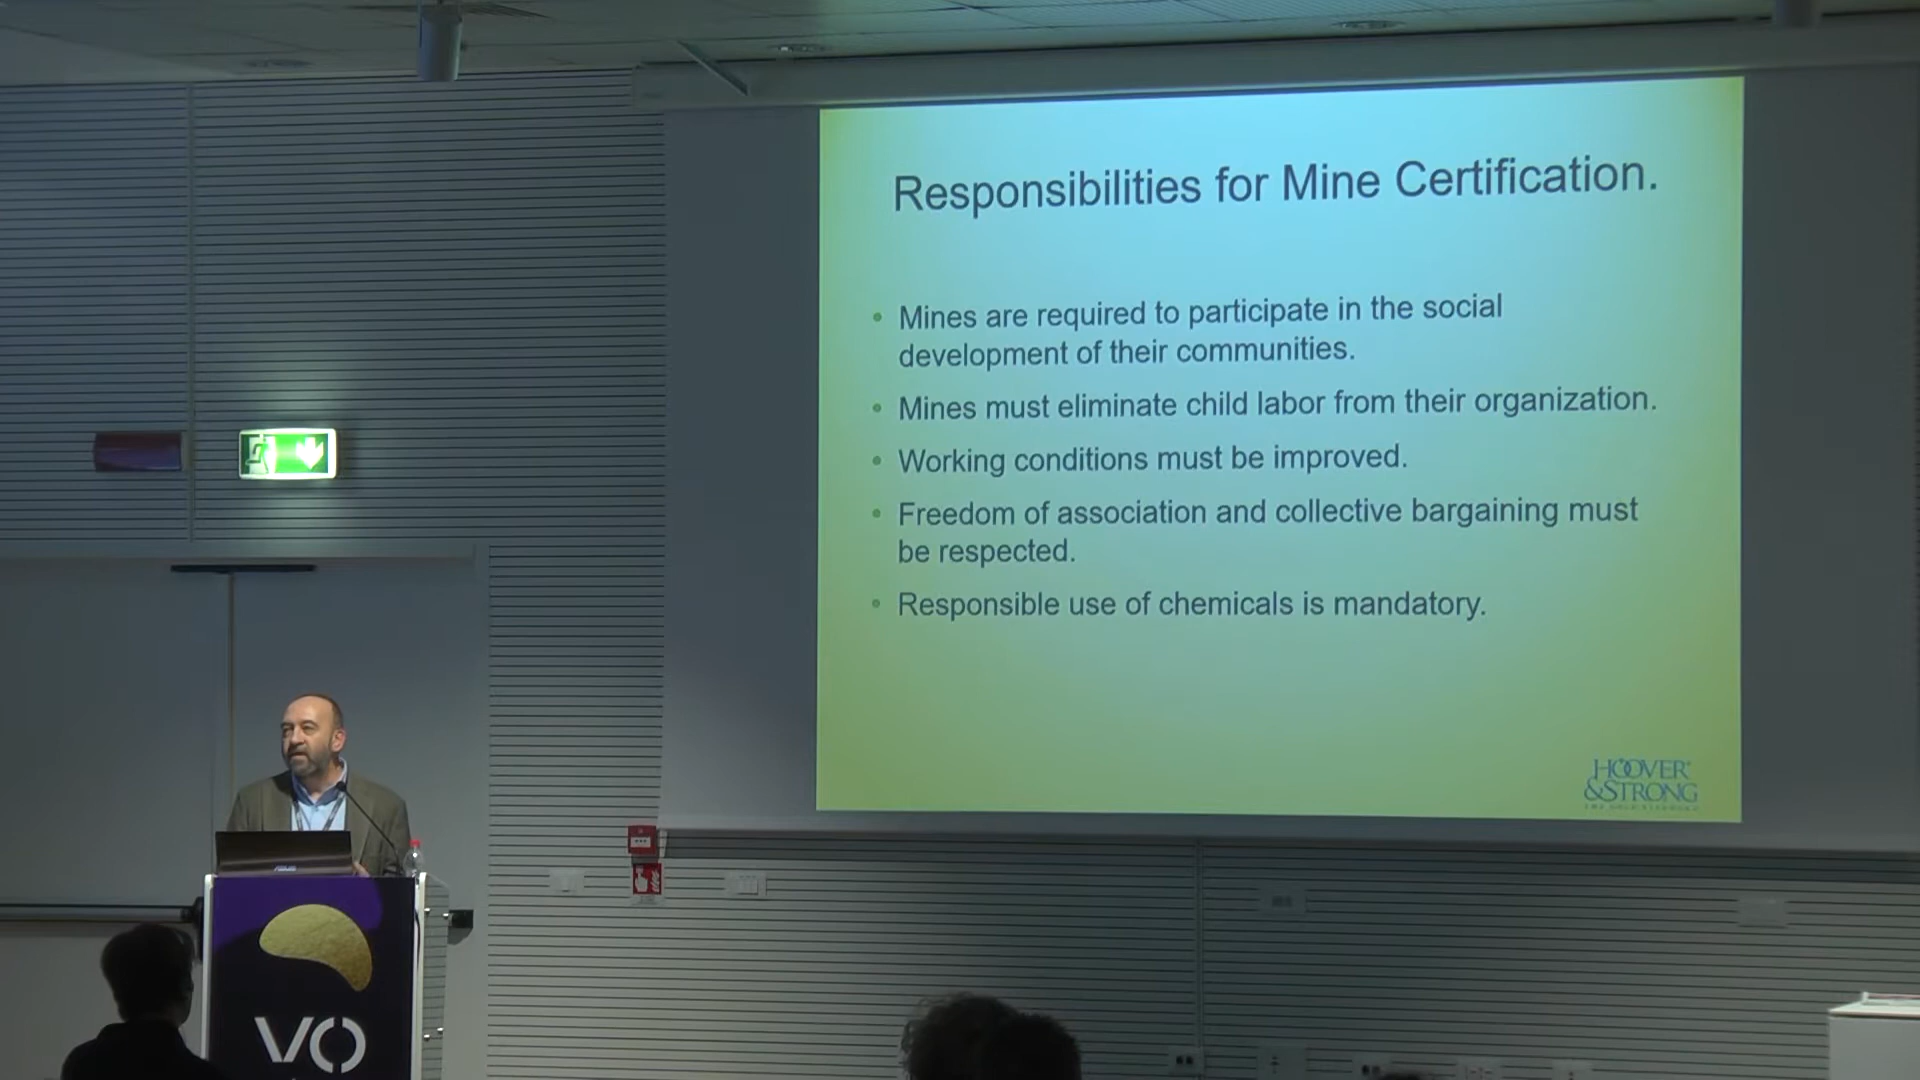 Responsibilities for Mine Certification.
• Mines are required to participate in the social
development of their communities.
• Mines must eliminate child labor from their organization.
• Working conditions must be improved.
• Freedom of association and collective bargaining must
be respected.
• Responsible use of chemicals is mandatory.
HOOVER®
&STRONG
ASUS
VO